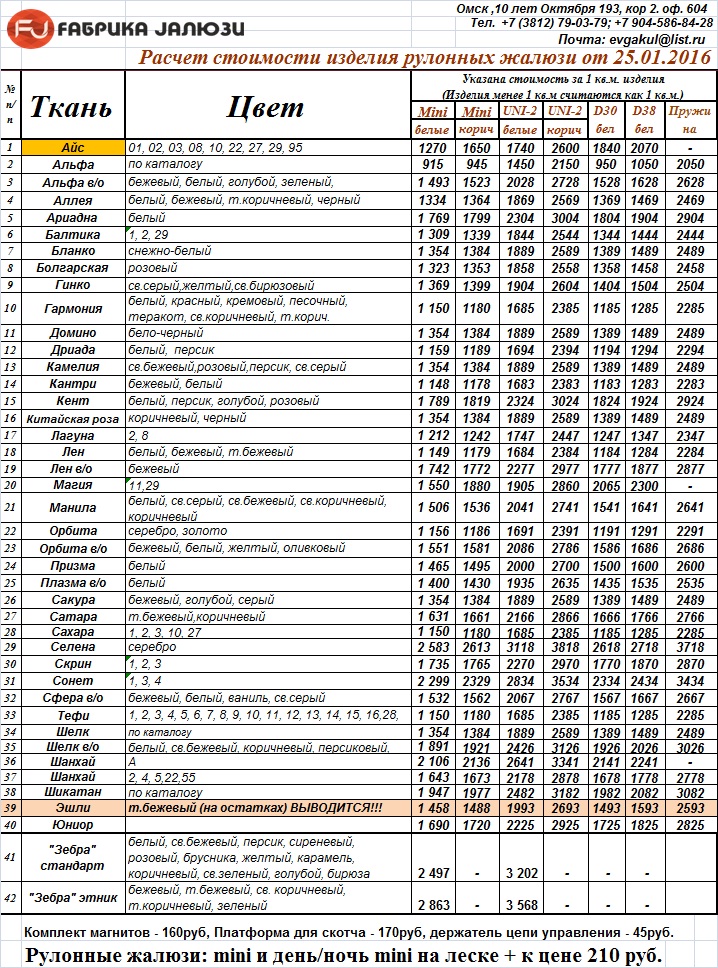 FJ FАБРИКА JАЛЮЗИ
Омск ,10 лет Октября 193, кор 2. оф. 604
Тел. +7 (3812) 79-03-79; +7 904-586-84-28
Почта: evgakul@list.ru
Расчет стоимости изделия рулонных жалюзи от 25.01.2016
№ п/п Ткань Цвет Указана стоимость за 1 кв.м. изделия
(Изделия менее 1 кв.м считаются как 1 кв.м.)
Mini белые Mini корич UNI-2 белые UNI-2 корич D30 бел D38 бел Пружи на
1 Айс 01, 02, 03, 08, 10, 22, 27, 29, 95 1270 1650 1740 2600 1840 2070 -
2 Альфа по каталогу 915 945 1450 2150 950 1050 2050
3 Альфа в/о бежевый, белый, голубой, зеленый, 1 493 1523 2028 2728 1528 1628 2628
4 Аллея белый, бежевый, т.коричневый, черный 1334 1364 1869 2569 1369 1469 2469
5 Ариадна белый 1 769 1799 2304 3004 1804 1904 2904
6 Балтика 1, 2, 29 1 309 1339 1844 2544 1344 1444 2444
7 Бланко снежно-белый 1 354 1384 1889 2589 1389 1489 2489
8 Болгарская розовый 1 323 1353 1858 2558 1358 1458 2458
9 Гинко св.серый,желтый,св.бирюзовый 1 369 1399 1904 2604 1404 1504 2504
10 Гармония белый, красный, кремовый, песочный,
теракот, св.коричневый, т.корич. 1 150 1180 1685 2385 1185 1285 2285
11 Домино бело-черный 1 354 1384 1889 2589 1389 1489 2489
12 Дриада белый, персик 1 159 1189 1694 2394 1194 1294 2294
13 Камелия св.бежевый,розовый,персик, св.серый 1 354 1384 1889 2589 1389 1489 2489
14 Кантри бежевый, белый 1 148 1178 1683 2383 1183 1283 2283
15 Кент белый, персик, голубой, розовый 1 789 1819 2324 3024 1824 1924 2924
16 Китайская роза коричневый, черный 1 354 1384 1889 2589 1389 1489 2489
17 Лагуна 2, 8 1 212 1242 1747 2447 1247 1347 2347
18 Лен белый, бежевый, т.бежевый 1 149 1179 1684 2384 1184 1284 2284
19 Лен в/о бежевый 1 742 1772 2277 2977 1777 1877 2877
20 Магия 11,29 1 550 1880 1905 2860 2065 2300 -
21 Манила белый, св.серый, св.бежевый, св.коричневый,
коричневый 1 506 1536 2041 2741 1541 1641 2641
22 Орбита серебро, золото 1 156 1186 1691 2391 1191 1291 2291
23 Орбита в/о бежевый, белый, желтый, оливковый 1 551 1581 2086 2786 1586 1686 2686
24 Призма белый 1 465 1495 2000 2700 1500 1600 2600
25 Плазма в/о белый 1 400 1430 1935 2635 1435 1535 2535
26 Сакура бежевый, голубой, серый 1 354 1384 1889 2589 1389 1489 2489
27 Сатара т.бежевый,коричневый 1 631 1661 2166 2866 1666 1766 2766
28 Сахара 1, 2, 3, 10, 27 1 150 1180 1685 2385 1185 1285 2285
29 Селена серебро 2 583 2613 3118 3818 2618 2718 3718
30 Скрин 1, 2, 3 1 735 1765 2270 2970 1770 1870 2870
31 Сонет 1, 3, 4 2 299 2329 2834 3534 2334 2434 3434
32 Сфера в/о бежевый, белый, ваниль, св.серый 1 532 1562 2067 2767 1567 1667 2667
33 Тефи 1, 2, 3, 4, 5, 6, 7, 8, 9, 10, 11, 12, 13, 14, 15, 16,28, 1 150 1180 1685 2385 1185 1285 2285
34 Шелк по каталогу 1 354 1384 1889 2589 1389 1489 2489
35 Шелк в/о белый, св.бежевый, коричневый, персиковый, 1 891 1921 2426 3126 1926 2026 3026
36 Шанхай А 2 106 2136 2641 3341 2141 2241 -
37 Шанхай 2, 4, 5,22,55 1 643 1673 2178 2878 1678 1778 2778
38 Шикатан по каталогу 1 947 1977 2482 3182 1982 2082 3082
39 Эшли т.бежевый (на остатках) ВЫВОДИТСЯ!!! 1 458 1488 1993 2693 1493 1593 2593
40 Юниор 1 690 1720 2225 2925 1725 1825 2825
41 "Зебра" стандарт белый, св.бежевый, персик, сиреневый,
розовый, брусника, желтый, карамель,
коричневый, св.зеленый, голубой, бирюза 2 497 - 3 202 - - -
42 "Зебра" этник бежевый, т.бежевый, св. коричневый,
т.коричневый, зеленый 2 863 - 3 568 - - -
Комплект магнитов - 160руб, Платформа для скотча - 170руб, держатель цепи управления - 45руб.
Рулонные жалюзи: mini и день/ночь mini на леске + к цене 210 руб.